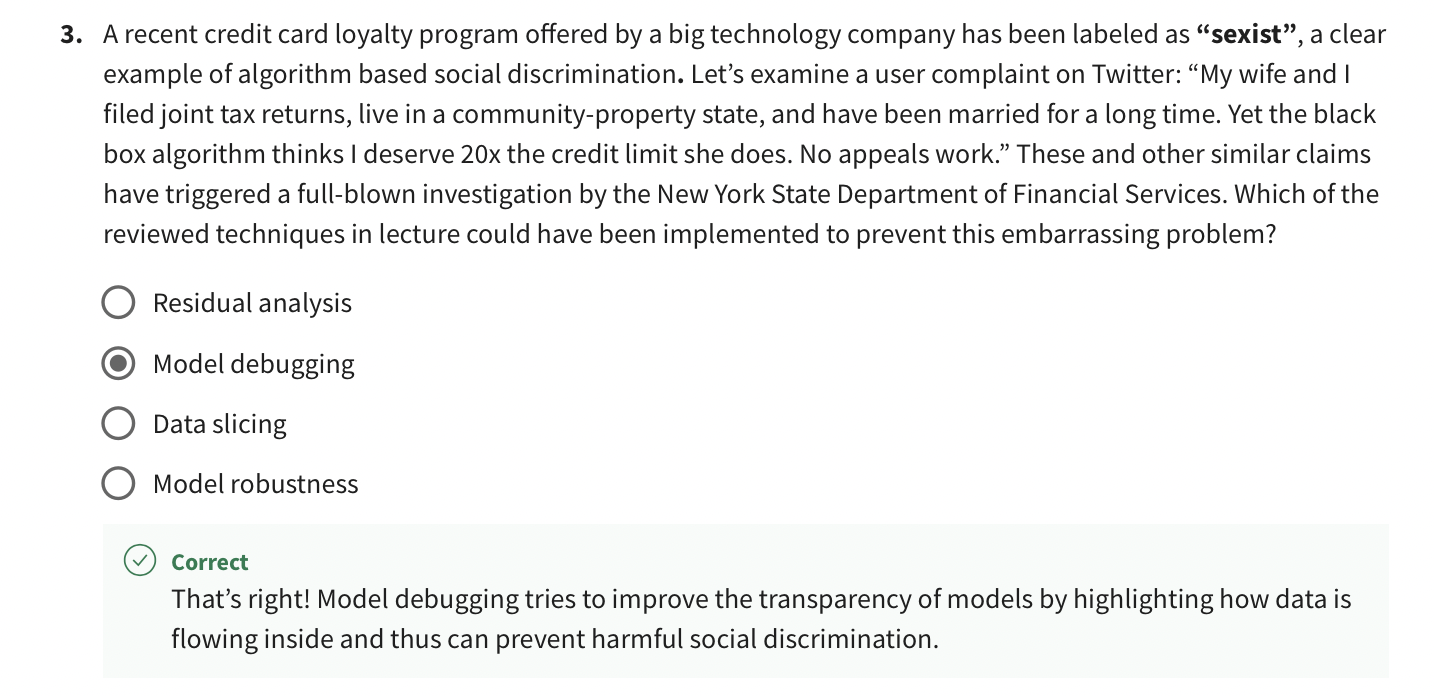 3. A recent credit card loyalty program offered by a big technology company has been labeled as “sexist”, a clear
example of algorithm based social discrimination. Let’s examine a user complaint on Twitter: “My wife and I
filed joint tax returns, live in a community-property state, and have been married for a long time. Yet the black
box algorithm thinks I deserve 20x the credit limit she does. No appeals work.” These and other similar claims
have triggered a full-blown investigation by the New York State Department of Financial Services. Which of the
reviewed techniques in lecture could have been implemented to prevent this embarrassing problem?
Residual analysis
Model debugging
Data slicing
Model robustness
Correct
That’s right! Model debugging tries to improve the transparency of models by highlighting how data is
flowing inside and thus can prevent harmful social discrimination.